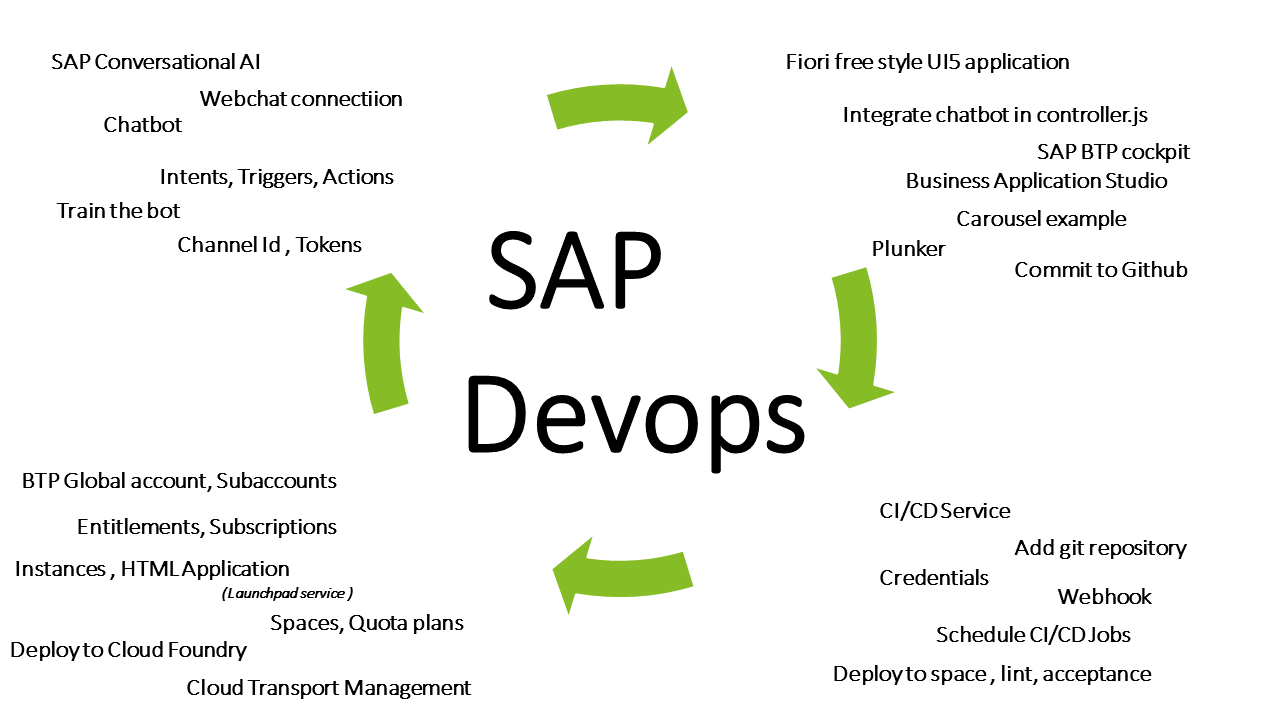 SAP Conversational AI
Webchat connectiion
Chatbot
Intents, Triggers, Actions
Train the bot
Channel Id , Tokens
Fiori free style UI5 application
Integrate chatbot in controller.js
SAP BTP cockpit
Business Application Studio
Carousel example
Plunker
Commit to Github
SAP
Devops
BTP Global account, Subaccounts
Entitlements, Subscriptions
Instances , HTML Application
(Launchpad service )
Spaces, Quota plans
Deploy to Cloud Foundry
Cloud Transport Management
CI/CD Service
Add git repository
Credentials
Webhook
Schedule CI/CD Jobs
Deploy to space , lint, acceptance